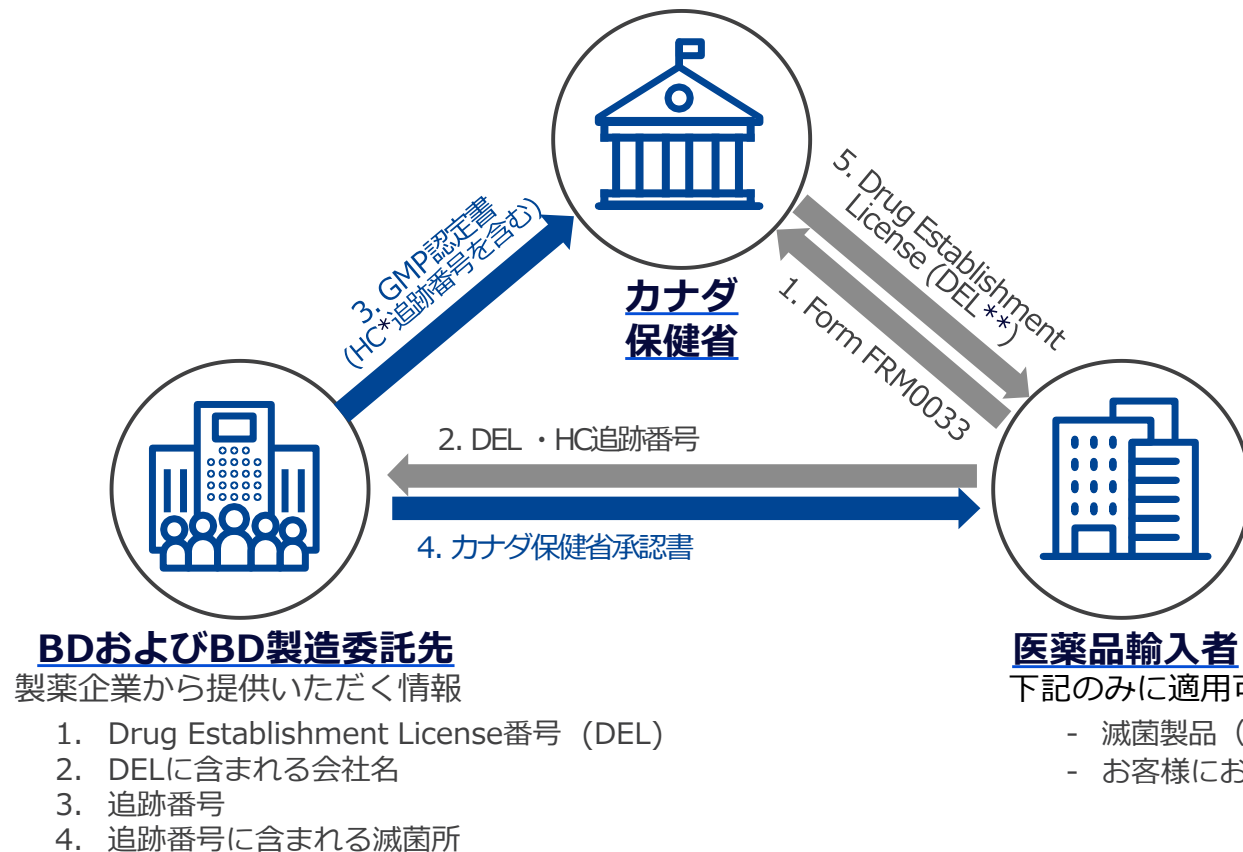 5. Drug Establishment
License (DEL**)
1. Form FRM0033
3. GMP認定書
(HC*追跡番号を含む)
カナダ
保健省
2. DEL ・HC追跡番号
4. カナダ保健省承認書
BDおよびBD製造委託先
製薬企業から提供いただく情報
1. Drug Establishment License番号 (DEL)
2. DELに含まれる会社名
3. 追跡番号
4. 追跡番号に含まれる滅菌所
医薬品輸入者
下記のみに適用
- 滅菌製品（
- お客様にお